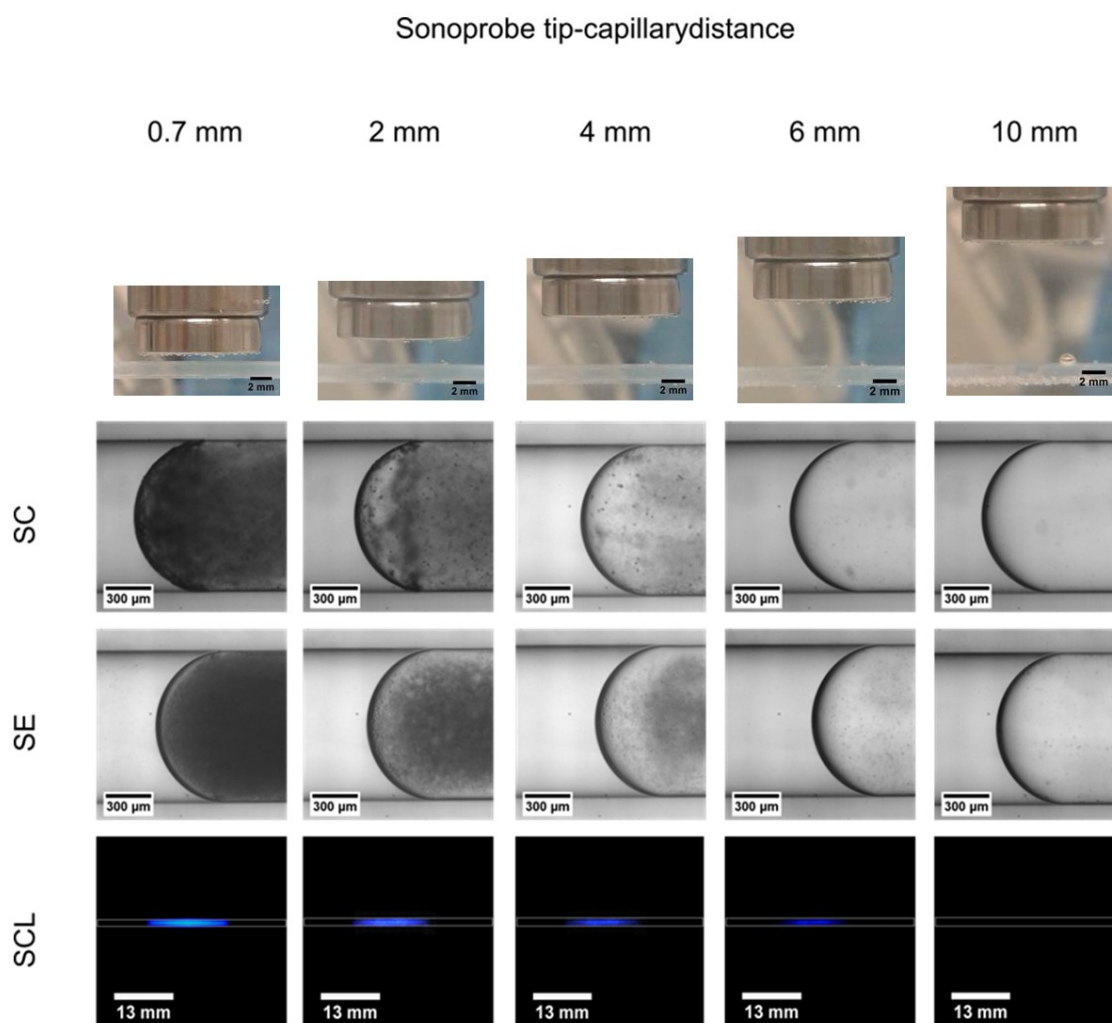 Sonoprobe tip-capillarydistance
0.7 mm 2 mm 4 mm 6 mm 10 mm
2 mm 2 mm 2 mm 2 mm 2 mm
SC
300 µm 300 µm 300 µm 300 µm 300 µm
SE
300 µm 300 µm 300 µm 300 µm 300 µm
SCL
13 mm 13 mm 13 mm 13 mm 13 mm